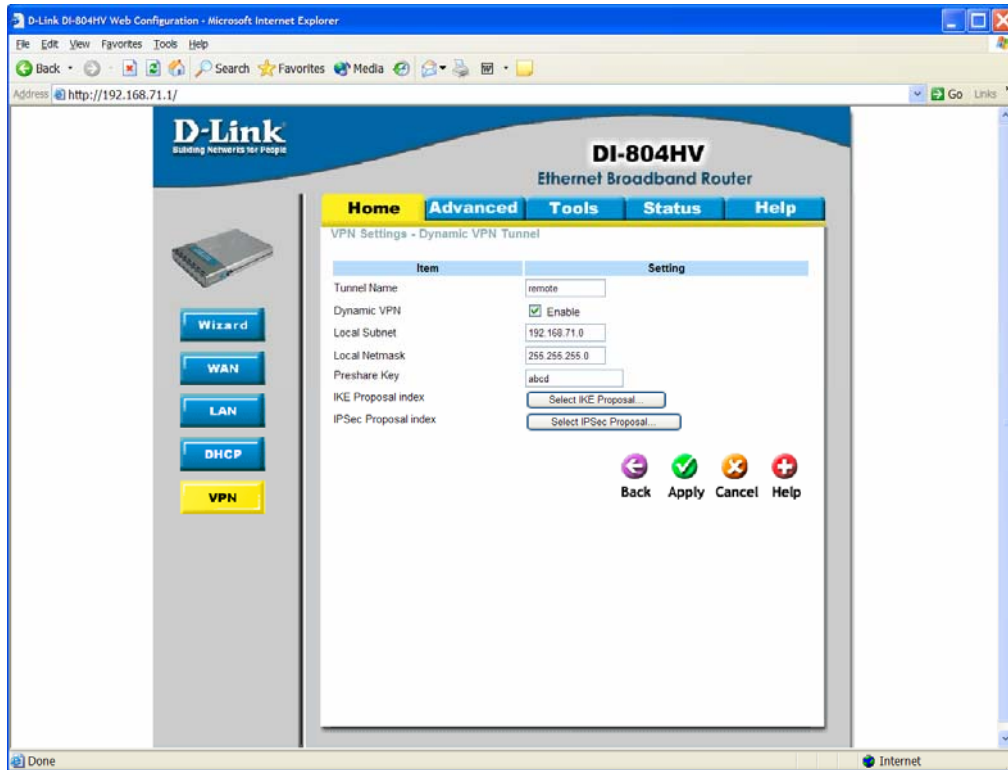 D-Link DI-804HV Web Configuration - Microsoft Internet Explorer
File Edit View Favorites Tools Help
Back Search Favorites Media
Address http://192.168.71.1/ Go Links
D-Link
Building Networks for People
DI-804HV
Ethernet Broadband Router
Home Advanced Tools Status Help
VPN Settings - Dynamic VPN Tunnel
Item Setting
Tunnel Name remote
Dynamic VPN Enable
Local Subnet 192.168.71.0
Local Netmask 255.255.255.0
Preshare Key abcd
IKE Proposal index Select IKE Proposal...
IPSec Proposal index Select IPSec Proposal...
Back Apply Cancel Help
Wizard
WAN
LAN
DHCP
VPN
Done Internet